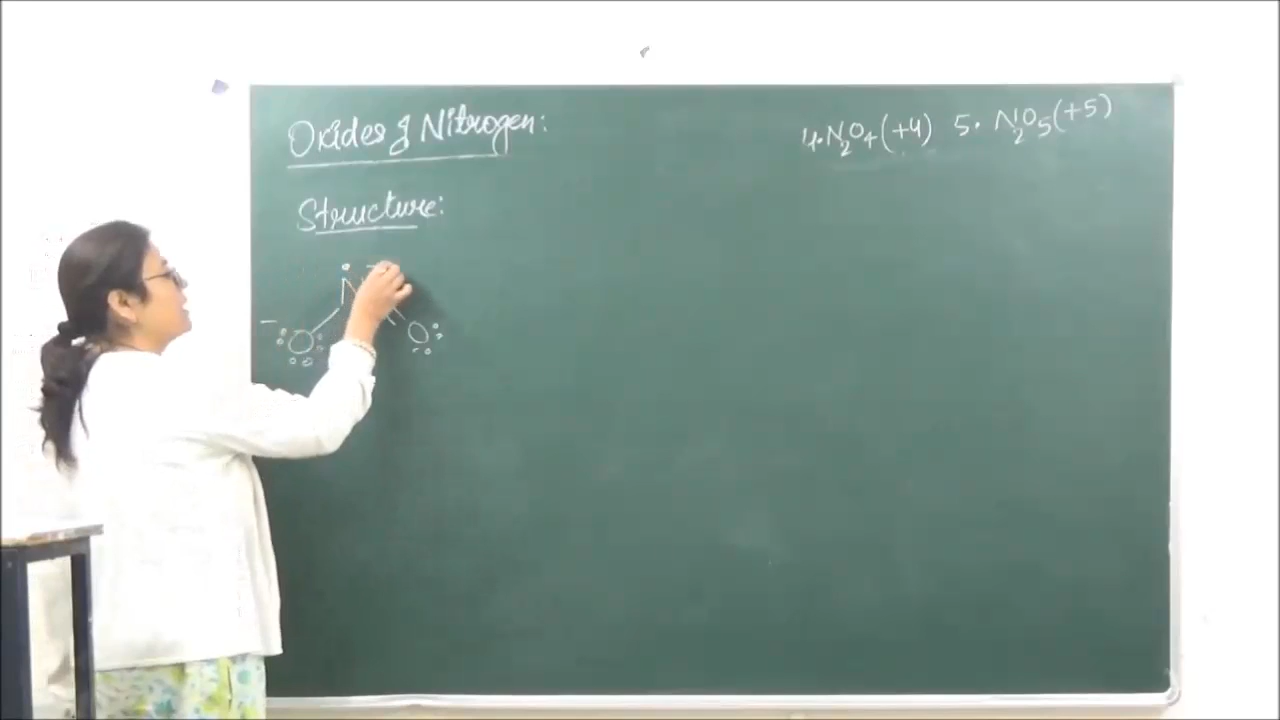 Oxides of Nitrogen:
4. N₂O₄(+4) 5. N₂O₅(+5)
Structure:
N
O O